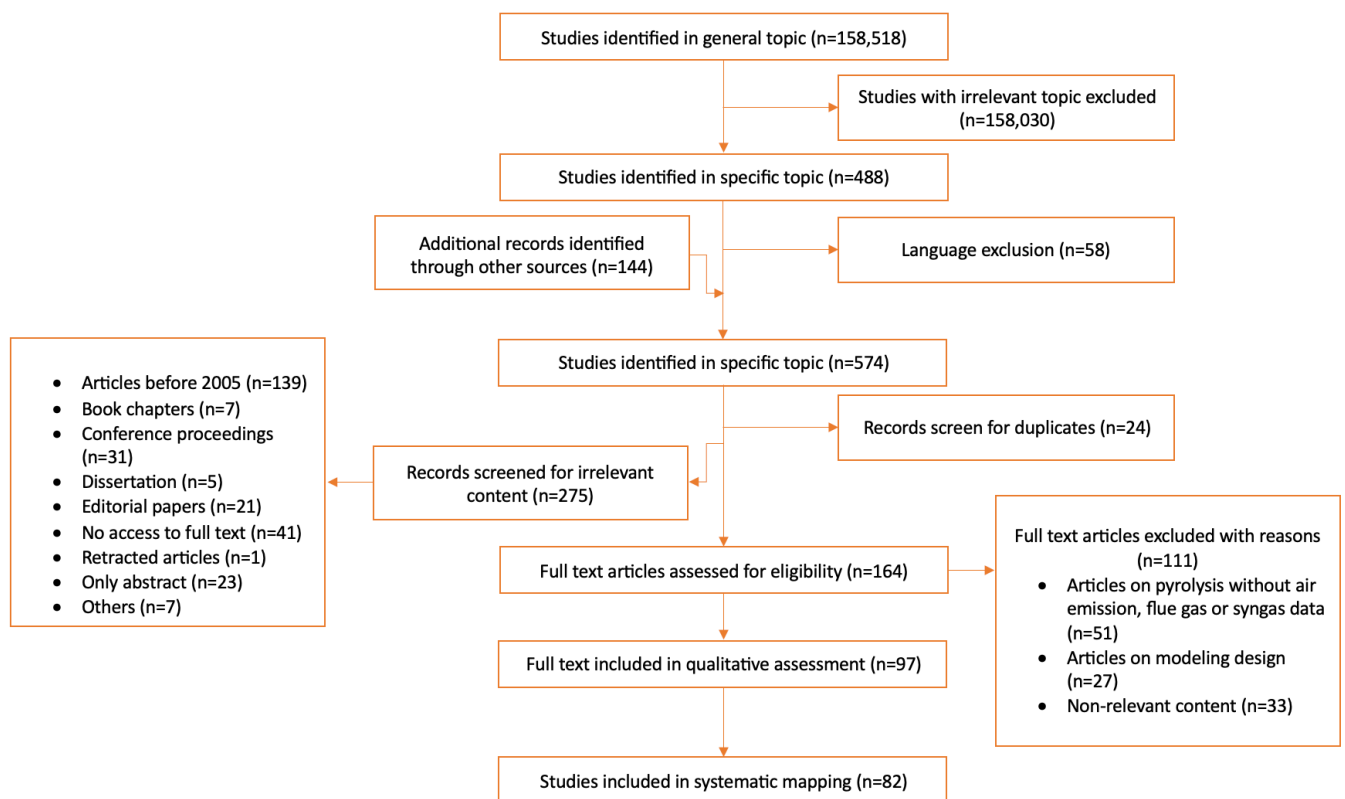 Studies identified in general topic (n=158,518)
Studies with irrelevant topic excluded
(n=158,030)
Studies identified in specific topic (n=488)
Additional records identified
through other sources (n=144)
Language exclusion (n=58)
Studies identified in specific topic (n=574)
Records screen for duplicates (n=24)
Records screened for irrelevant
content (n=275)
• Articles before 2005 (n=139)
• Book chapters (n=7)
• Conference proceedings
(n=31)
• Dissertation (n=5)
• Editorial papers (n=21)
• No access to full text (n=41)
• Retracted articles (n=1)
• Only abstract (n=23)
• Others (n=7)
Full text articles assessed for eligibility (n=164)
Full text articles excluded with reasons
(n=111)
• Articles on pyrolysis without air
emission, flue gas or syngas data
(n=51)
• Articles on modeling design
(n=27)
• Non-relevant content (n=33)
Full text included in qualitative assessment (n=97)
Studies included in systematic mapping (n=82)